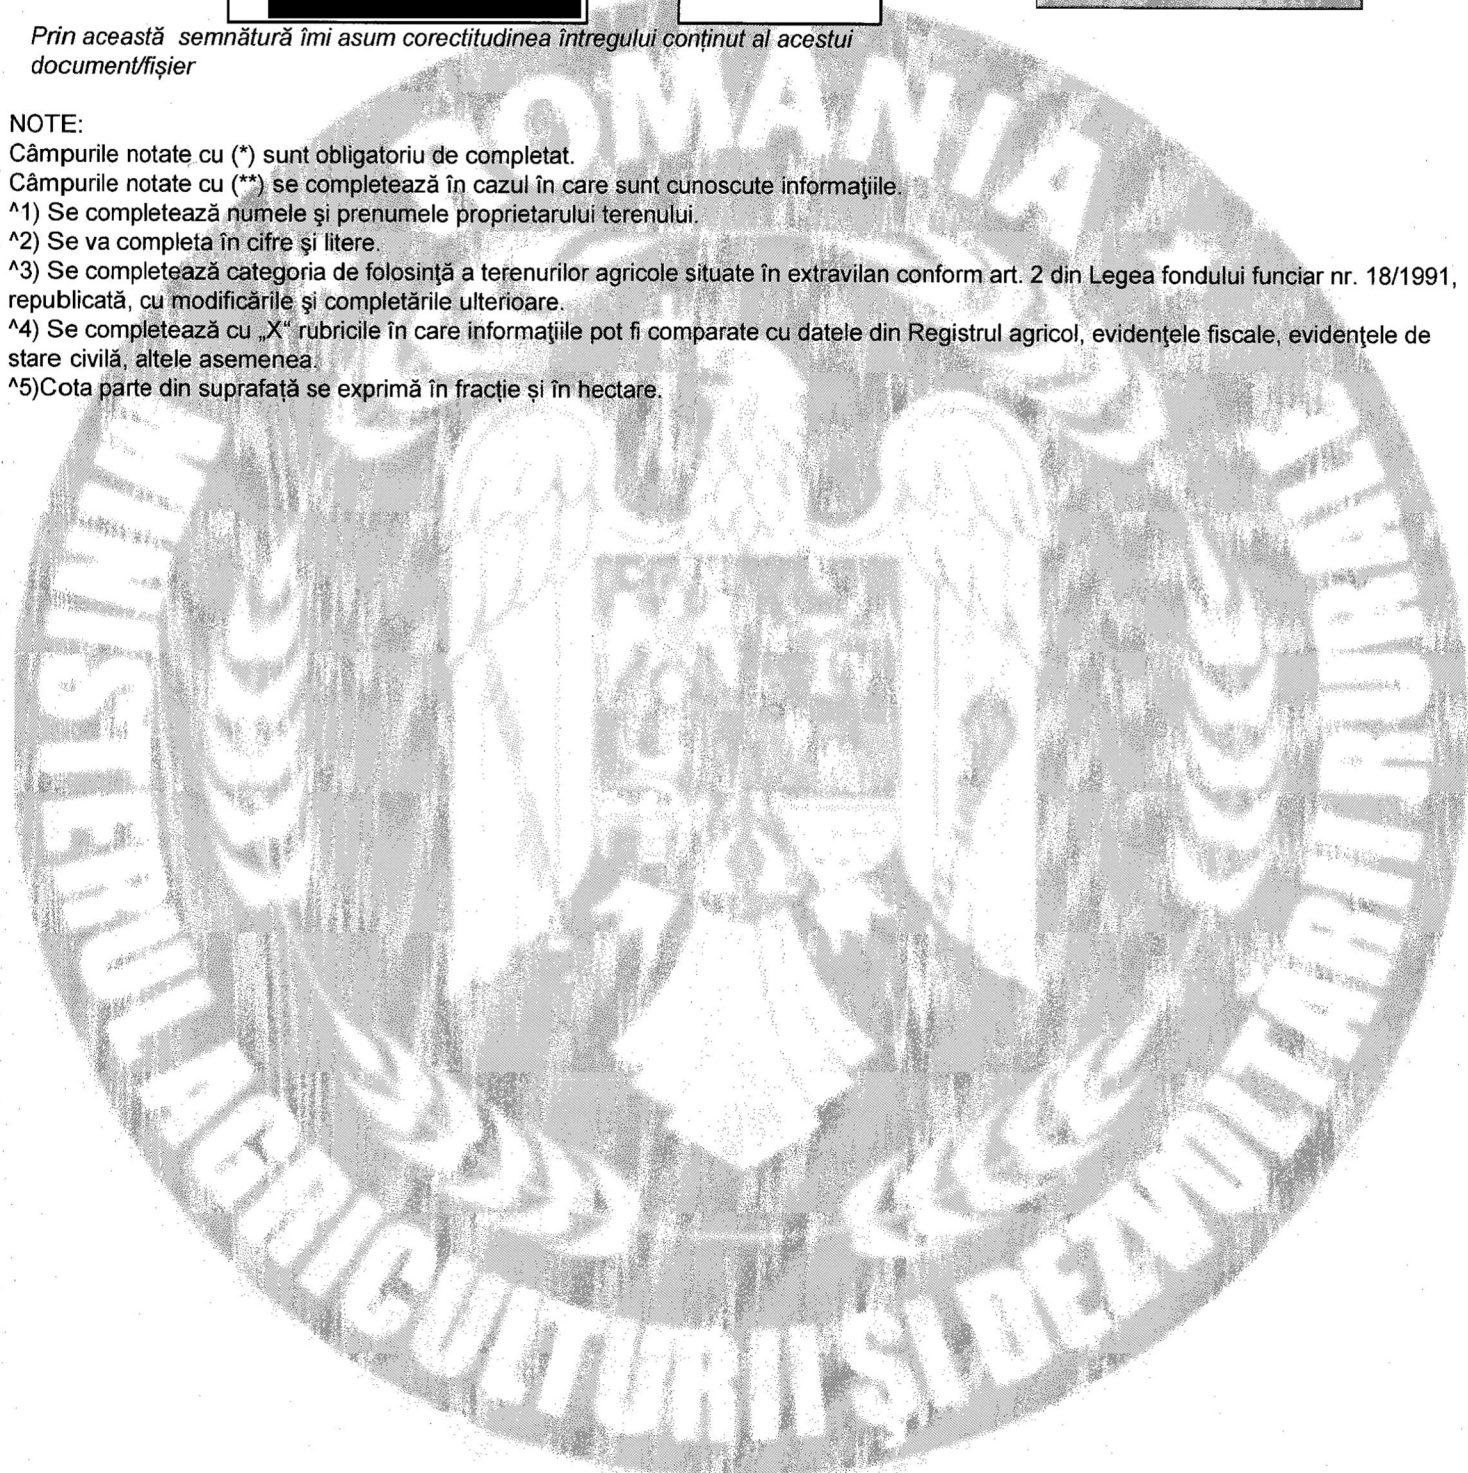 Prin această semnătură îmi asum corectitudinea întregului conținut al acestui
document/fișier
NOTE:
Câmpurile notate cu (*) sunt obligatoriu de completat.
Câmpurile notate cu (**) se completează în cazul în care sunt cunoscute informaţiile.
^1) Se completează numele şi prenumele proprietarului terenului.
^2) Se va completa în cifre şi litere.
^3) Se completează categoria de folosinţă a terenurilor agricole situate în extravilan conform art. 2 din Legea fondului funciar nr. 18/1991,
republicată, cu modificările şi completările ulterioare.
^4) Se completează cu „X“ rubricile în care informaţiile pot fi comparate cu datele din Registrul agricol, evidenţele fiscale, evidenţele de
stare civilă, altele asemenea.
^5)Cota parte din suprafață se exprimă în fracție și în hectare.
ROMANIA
MINISTERUL AGRICULTURII ŞI DEZVOLTĂRII RURALE